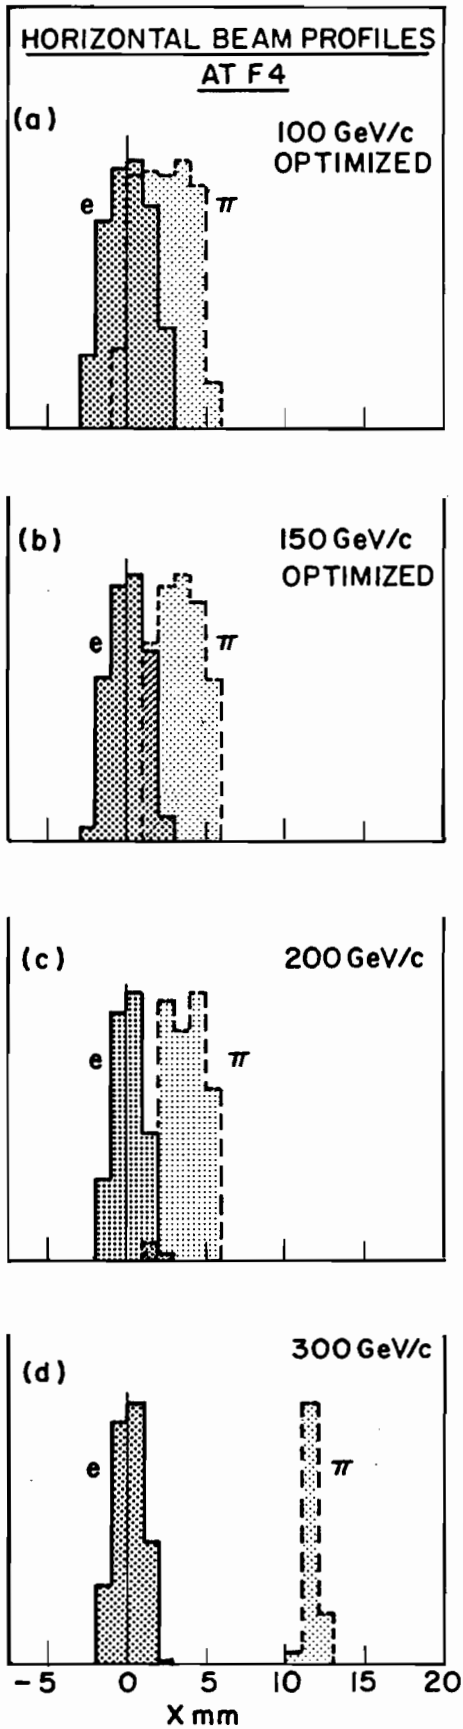 HORIZONTAL BEAM PROFILES
AT F4
(a)
100 GeV/c
OPTIMIZED
e
π
(b)
150 GeV/c
OPTIMIZED
e
π
(c)
200 GeV/c
e
π
(d)
300 GeV/c
e
π
-5 0 5 10 15 20
X mm